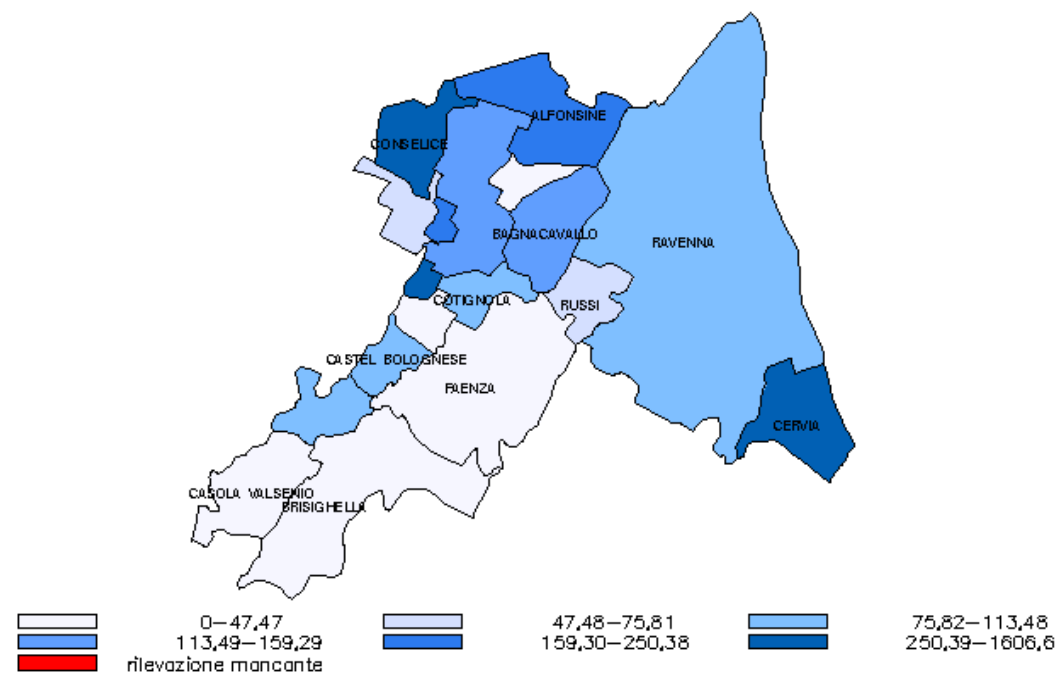 ALFONSINE
CONSELICE
BAGNACAVALLO
RAVENNA
COTIGNOLA
RUSSI
CASTEL BOLOGNESE
FAENZA
CERVIA
CASOLA VALSENIO
BRISIGHELLA
0-47,47 47,48-75,81 75,82-113,48
113,49-159,29 159,30-250,38 250,39-1606,6
rilevazione mancante